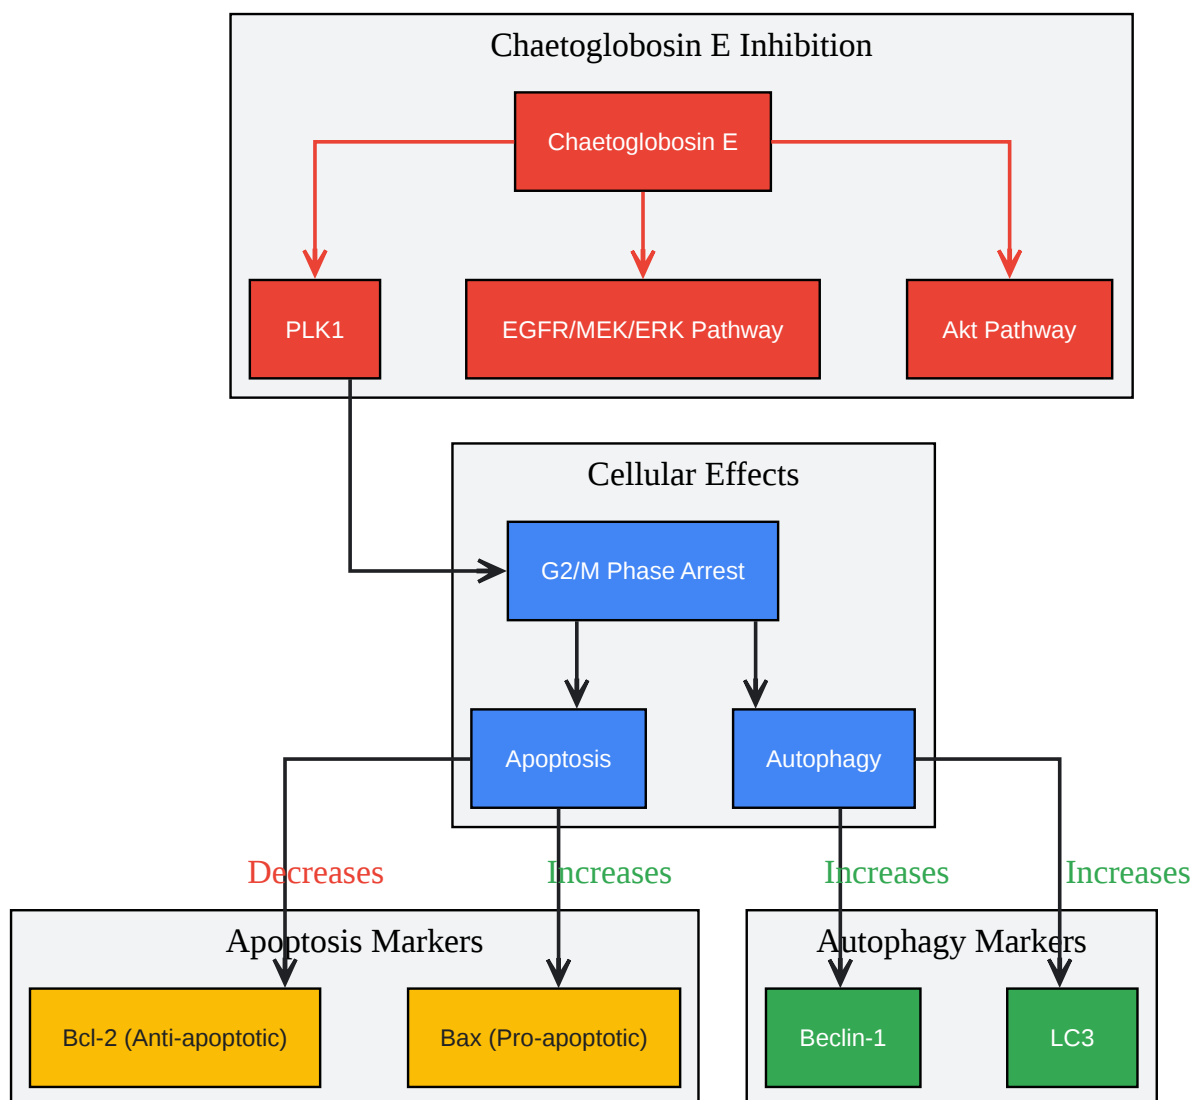 Chaetoglobosin E Inhibition
Chaetoglobosin E
PLK1
EGFR/MEK/ERK Pathway
Akt Pathway
Cellular Effects
G2/M Phase Arrest
Apoptosis
Autophagy
Decreases
Increases
Increases
Increases
Apoptosis Markers
Autophagy Markers
Bcl-2 (Anti-apoptotic)
Bax (Pro-apoptotic)
Beclin-1
LC3